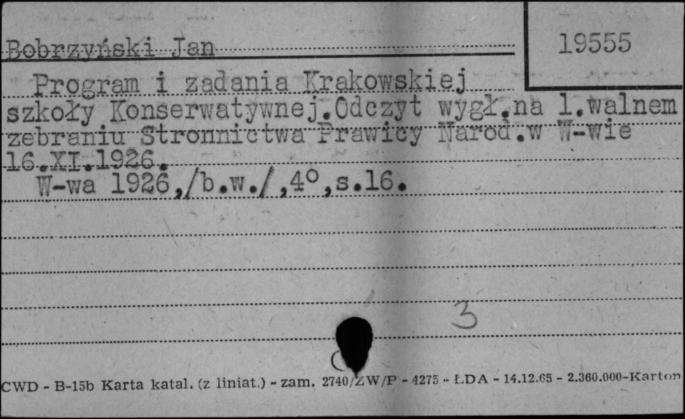 Bobrzyński Jan
19555
Program i zadania Krakowskiej
szkoły Konserwatywnej.Odczyt wygł.na 1.walnem
zebraniu Stronnictwa Prawicy Narod.w W-wie
16.XI.1926.
W-wa 1926,/b.w./,4°,s.16.
3
CWD - B-15b Karta katal. (z liniat.) - zam. 2740/ZW/P - 4275 - ŁDA - 14.12.65 - 2.360.000-Karton